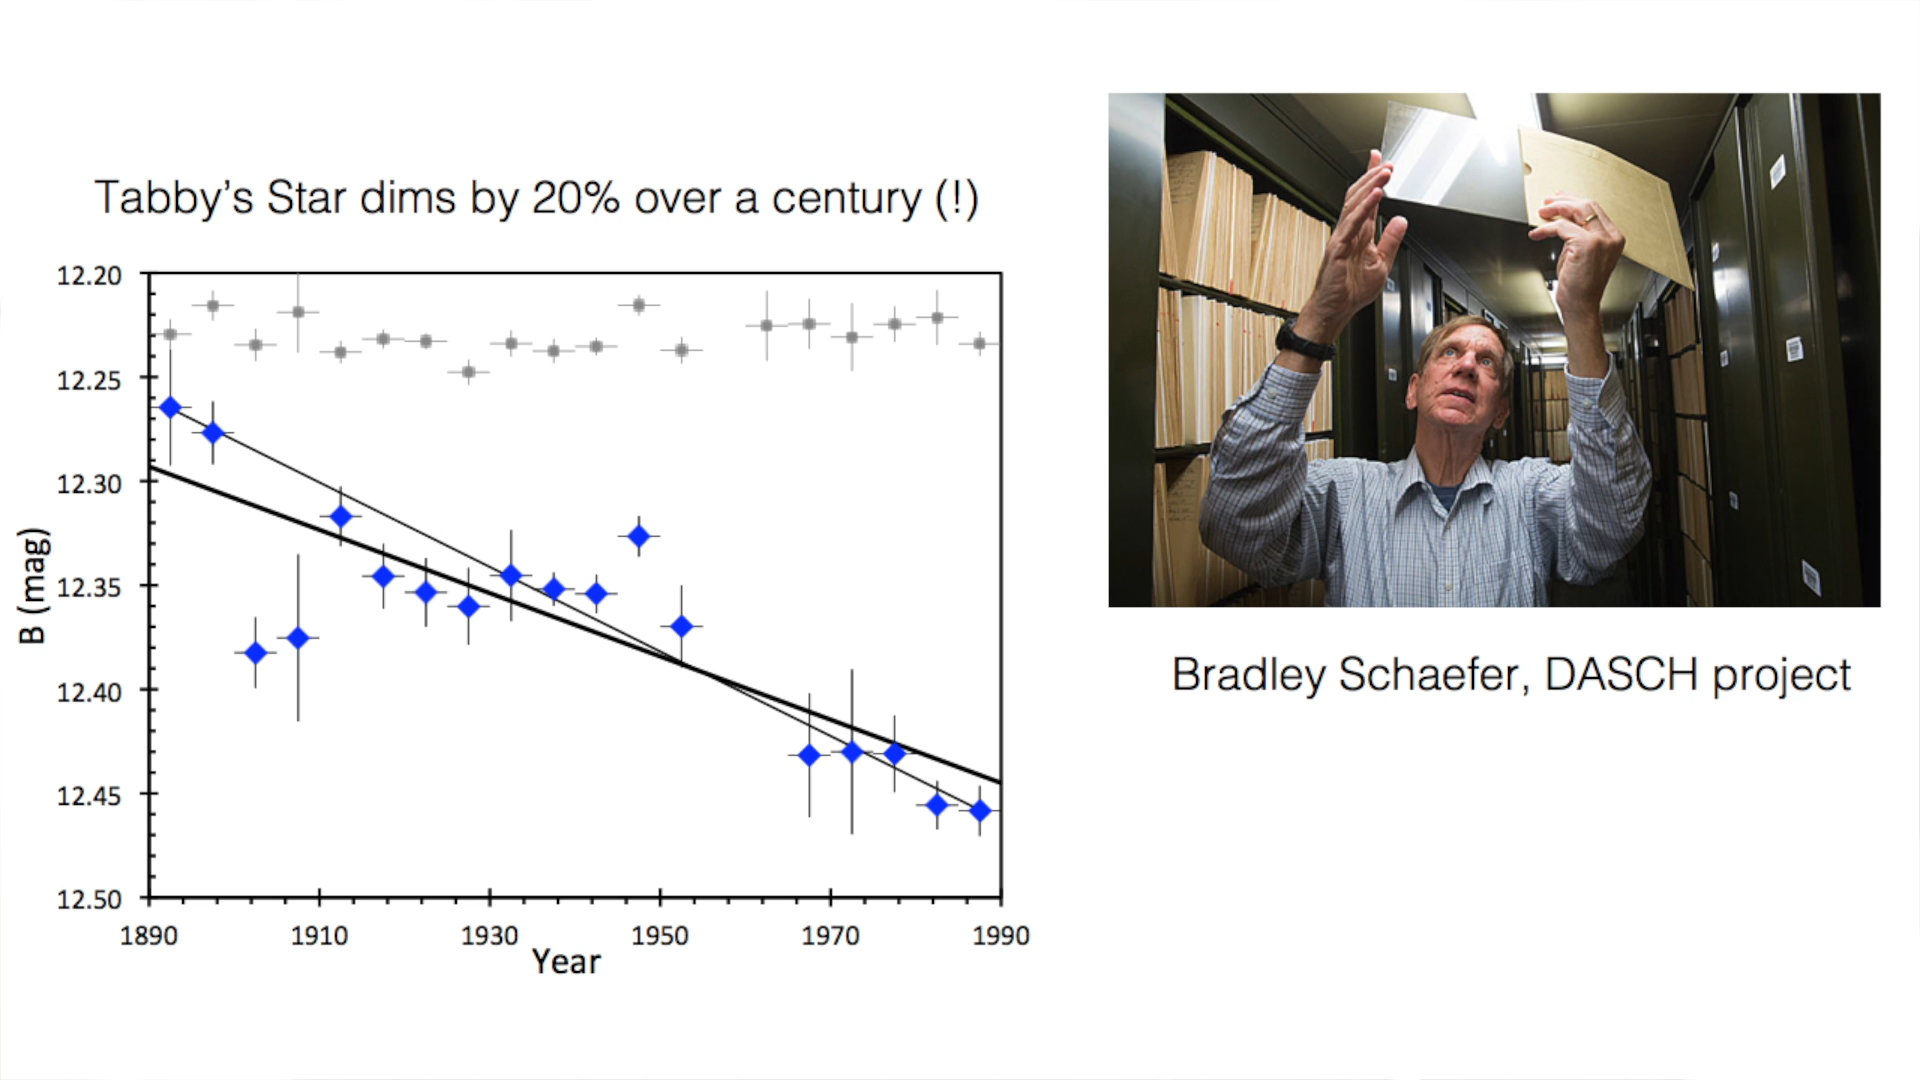 Tabby's Star dims by 20% over a century (!)
12.20
12.25
12.30
12.35
12.40
12.45
12.50
B (mag)
1890 1910 1930 1950 1970 1990
Year
Bradley Schaefer, DASCH project